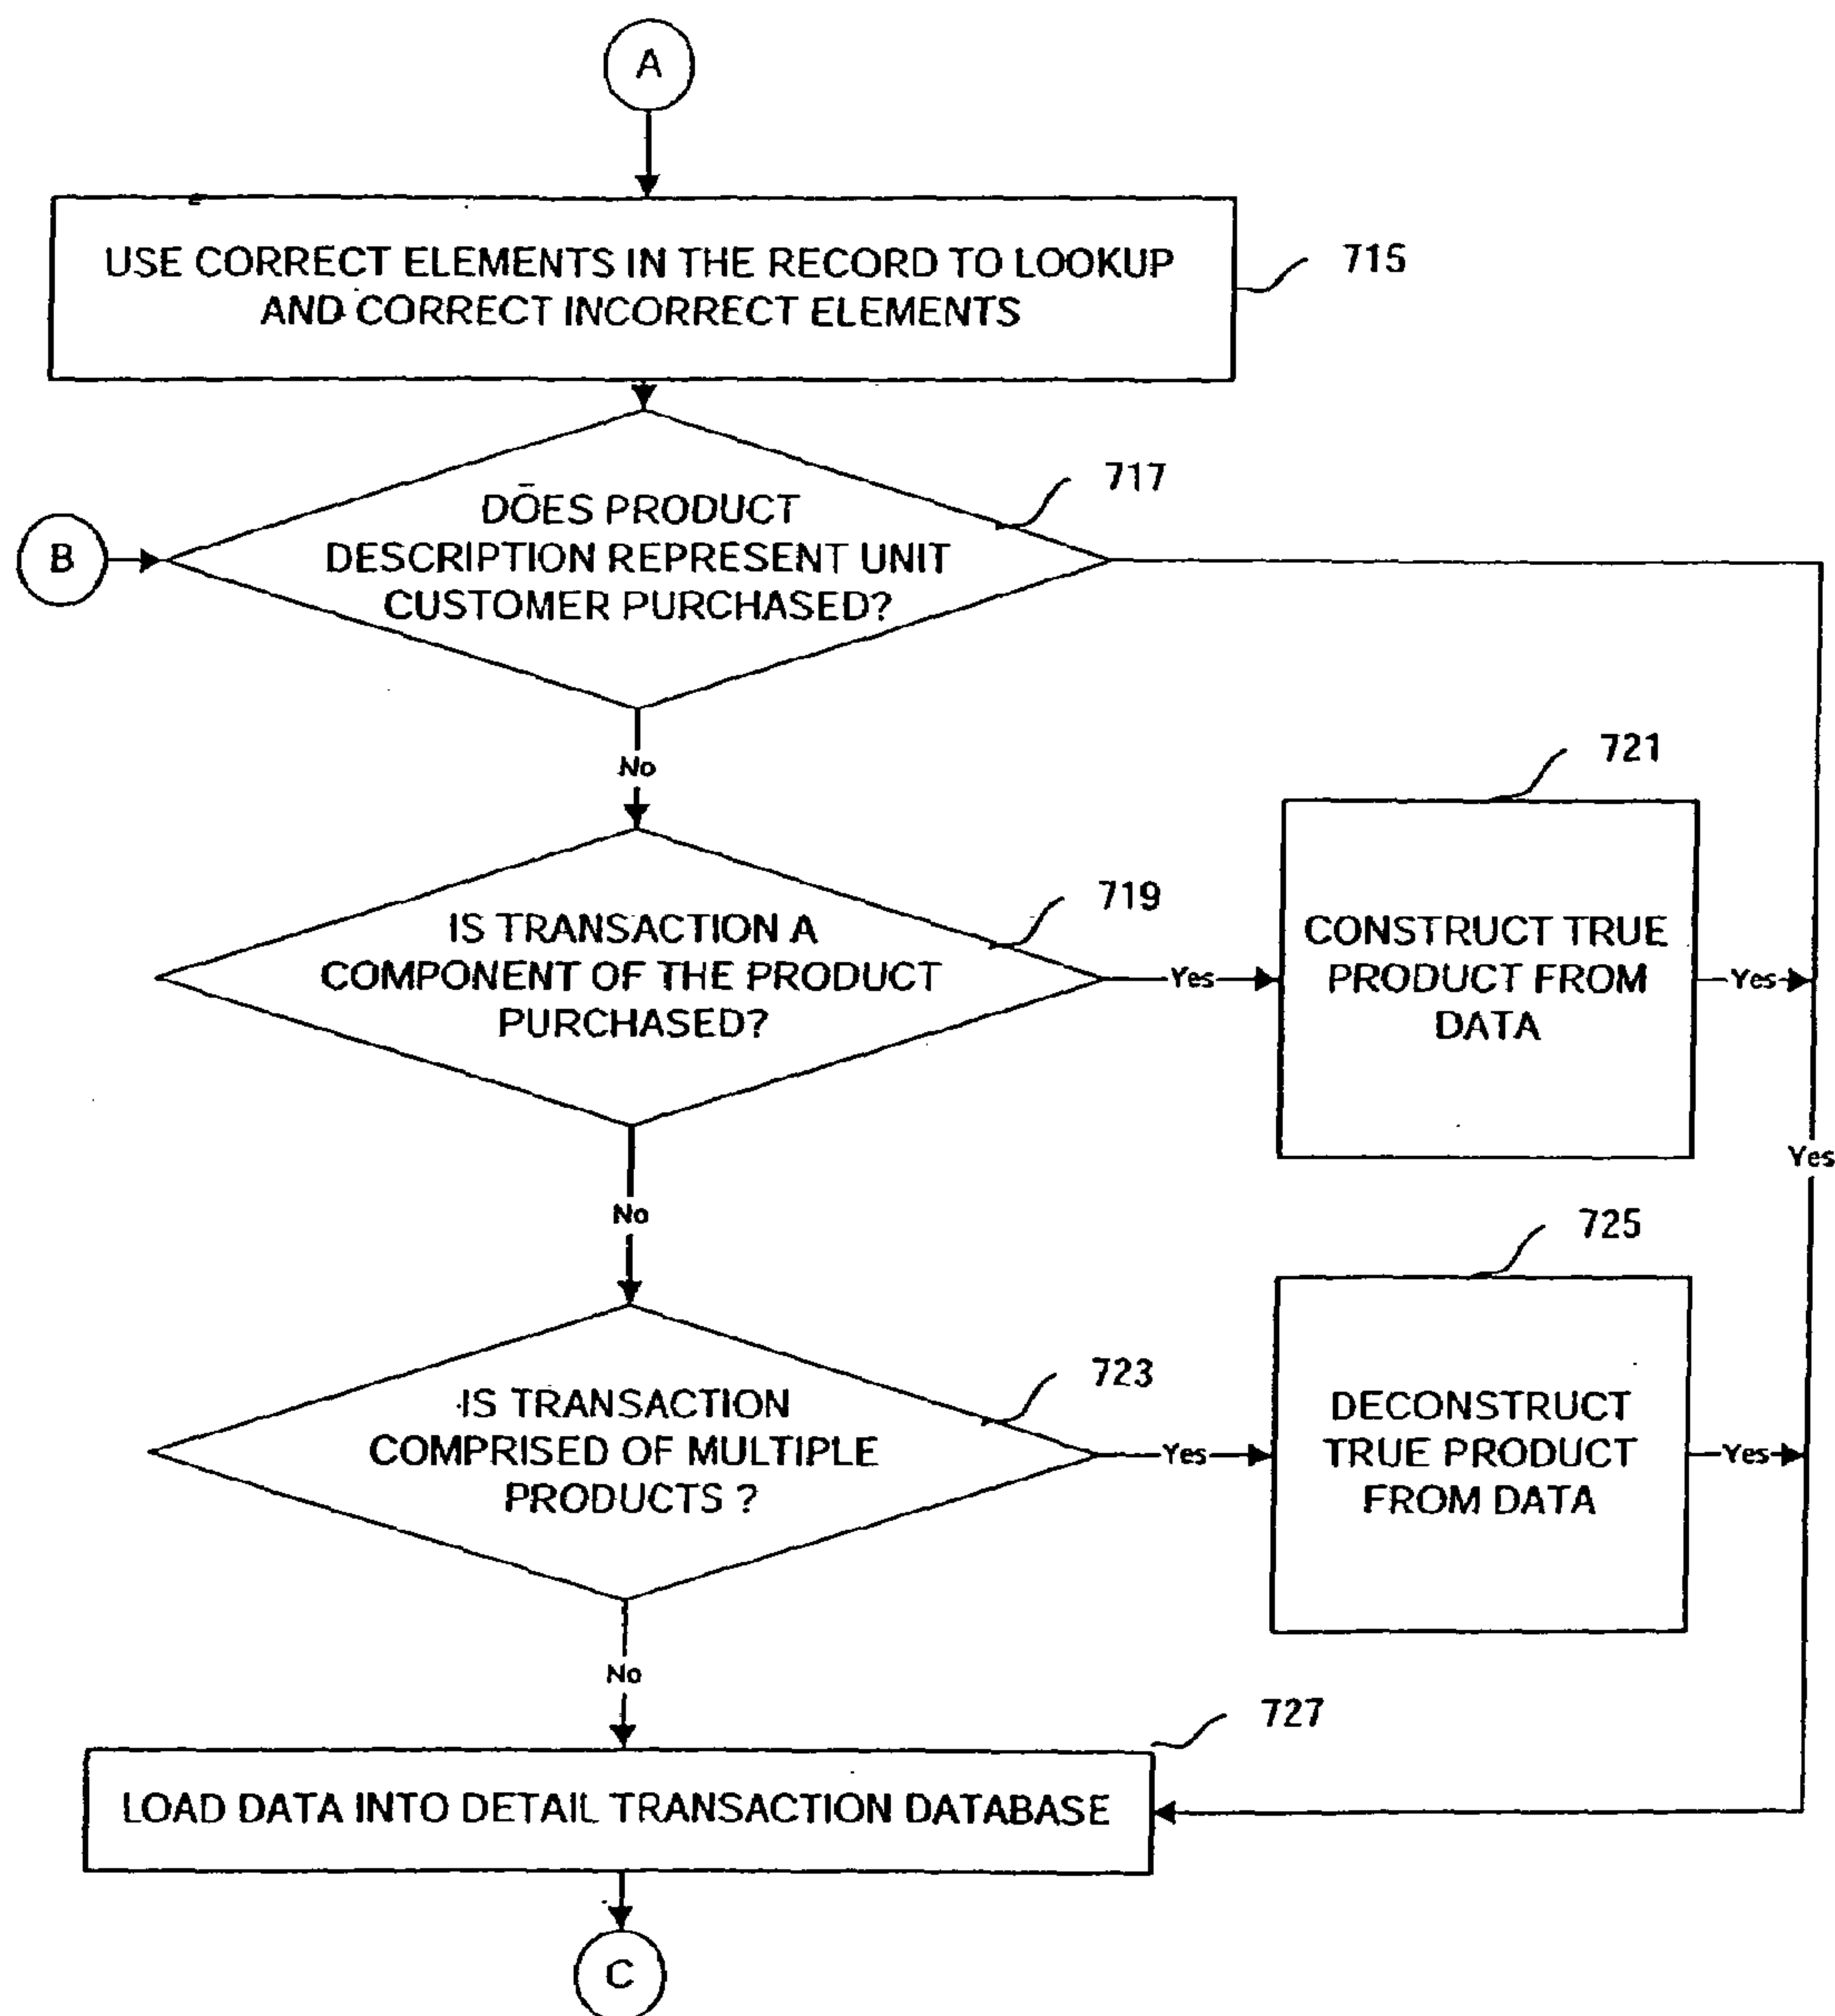 A
USE CORRECT ELEMENTS IN THE RECORD TO LOOKUP
AND CORRECT INCORRECT ELEMENTS
715
B
DOES PRODUCT
DESCRIPTION REPRESENT UNIT
CUSTOMER PURCHASED?
717
No
IS TRANSACTION A
COMPONENT OF THE PRODUCT
PURCHASED?
719
Yes
721
CONSTRUCT TRUE
PRODUCT FROM
DATA
Yes
Yes
No
IS TRANSACTION
COMPRISED OF MULTIPLE
PRODUCTS ?
723
Yes
725
DECONSTRUCT
TRUE PRODUCT
FROM DATA
Yes
No
727
LOAD DATA INTO DETAIL TRANSACTION DATABASE
C